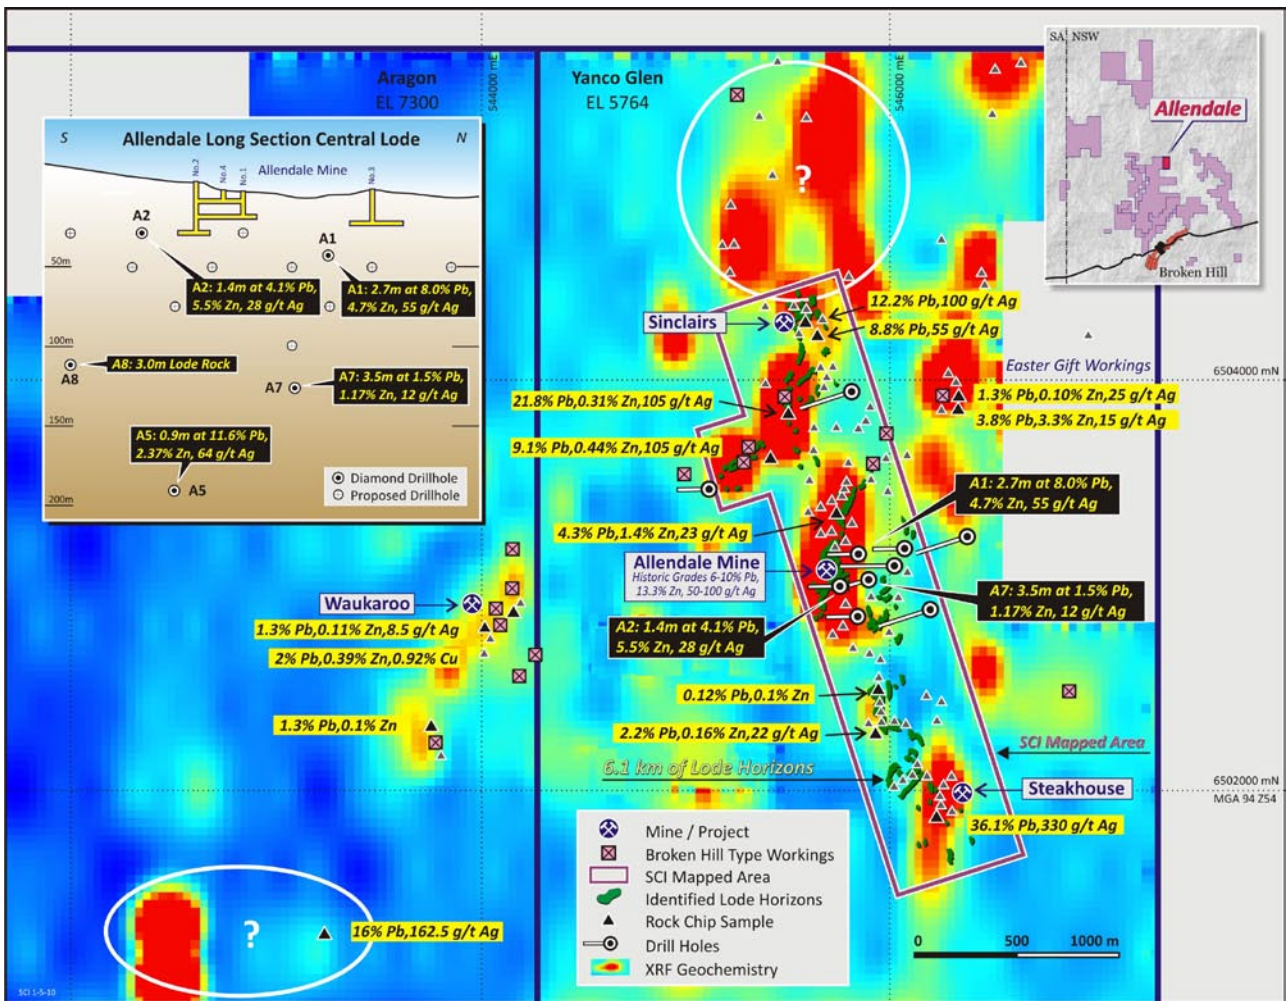 Aragon
EL 7300
544000 mE
Yanco Glen
EL 5764
546000 mE
SA
NSW
Allendale
Broken Hill
S
Allendale Long Section Central Lode
N
No.2
No.4
No.1
Allendale Mine
No.3
A2
A1
50m
A2: 1.4m at 4.1% Pb,
5.5% Zn, 28 g/t Ag
A1: 2.7m at 8.0% Pb,
4.7% Zn, 55 g/t Ag
100m
A8: 3.0m Lode Rock
A8
A7
A7: 3.5m at 1.5% Pb,
1.17% Zn, 12 g/t Ag
150m
A5: 0.9m at 11.6% Pb,
2.37% Zn, 64 g/t Ag
A5
200m
Diamond Drillhole
Proposed Drillhole
?
12.2% Pb,100 g/t Ag
Sinclairs
8.8% Pb,55 g/t Ag
Easter Gift Workings
6504000 mN
21.8% Pb,0.31% Zn,105 g/t Ag
1.3% Pb,0.10% Zn,25 g/t Ag
3.8% Pb,3.3% Zn,15 g/t Ag
9.1% Pb,0.44% Zn,105 g/t Ag
A1: 2.7m at 8.0% Pb,
4.7% Zn, 55 g/t Ag
4.3% Pb,1.4% Zn,23 g/t Ag
Allendale Mine
Historic Grades 6-10% Pb,
13.3% Zn, 50-100 g/t Ag
A7: 3.5m at 1.5% Pb,
1.17% Zn, 12 g/t Ag
Waukaroo
1.3% Pb,0.11% Zn,8.5 g/t Ag
2% Pb,0.39% Zn,0.92% Cu
A2: 1.4m at 4.1% Pb,
5.5% Zn, 28 g/t Ag
0.12% Pb,0.1% Zn
1.3% Pb,0.1% Zn
2.2% Pb,0.16% Zn,22 g/t Ag
SCI Mapped Area
6.1 km of Lode Horizons
6502000 mN
MGA 94 Z54
Steakhouse
36.1% Pb,330 g/t Ag
Mine / Project
Broken Hill Type Workings
SCI Mapped Area
Identified Lode Horizons
Rock Chip Sample
Drill Holes
XRF Geochemistry
0
500
1000 m
?
16% Pb,162.5 g/t Ag
SCI 1-5-10